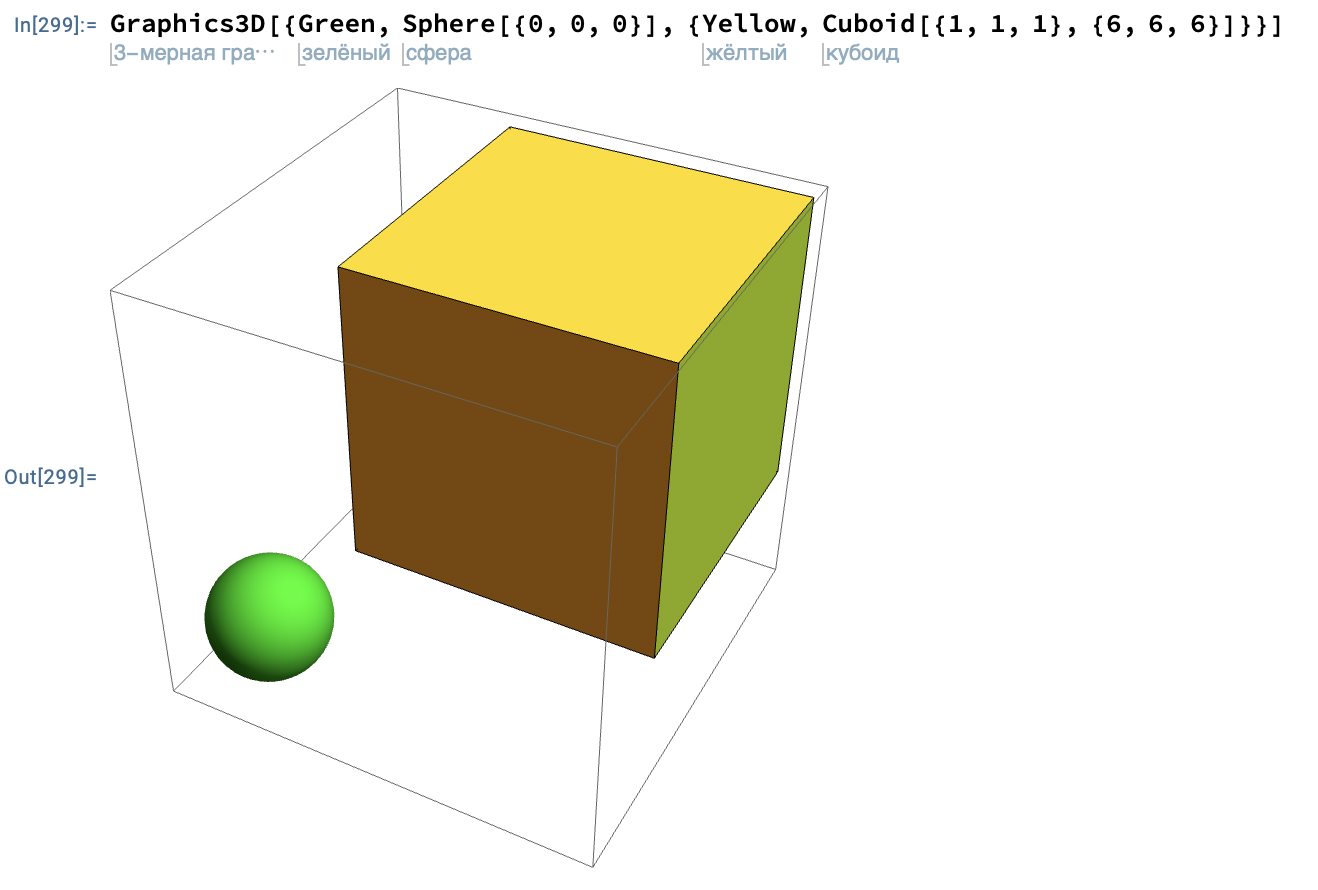 In[299]:= Graphics3D[{Green, Sphere[{0, 0, 0}], {Yellow, Cuboid[{1, 1, 1}, {6, 6, 6}]}}]
3-мерная гра··· зелёный сфера жёлтый кубоид
Out[299]=